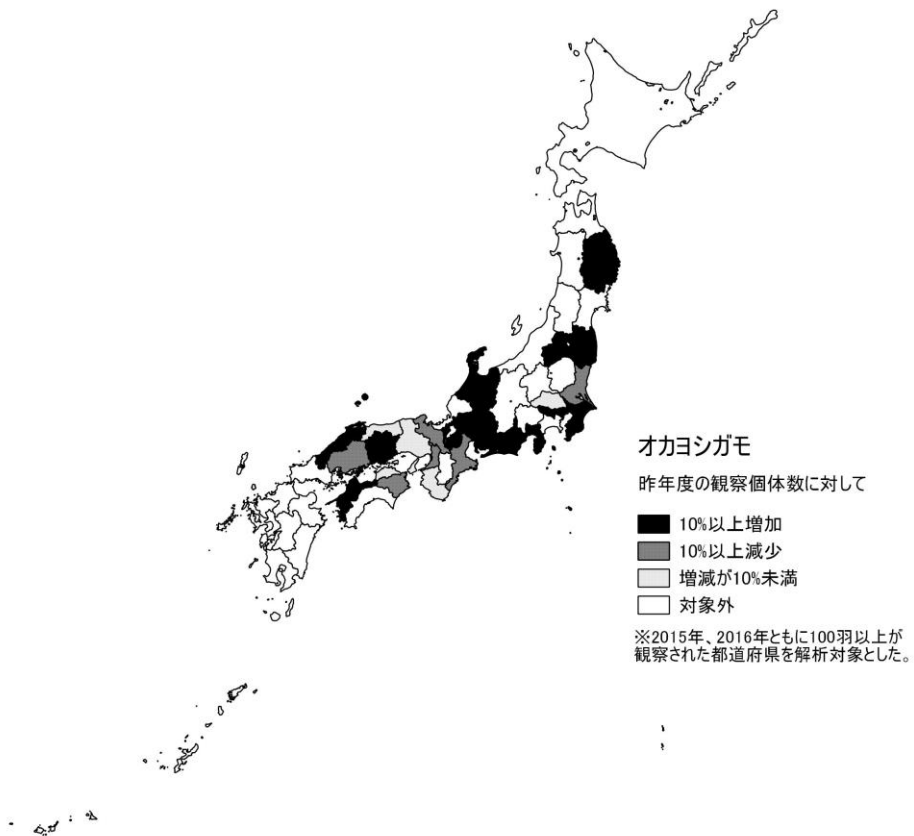 オカヨシガモ
昨年度の観察個体数に対して
10%以上増加
10%以上減少
増減が10%未満
対象外
※2015年、2016年ともに100羽以上が
観察された都道府県を解析対象とした。